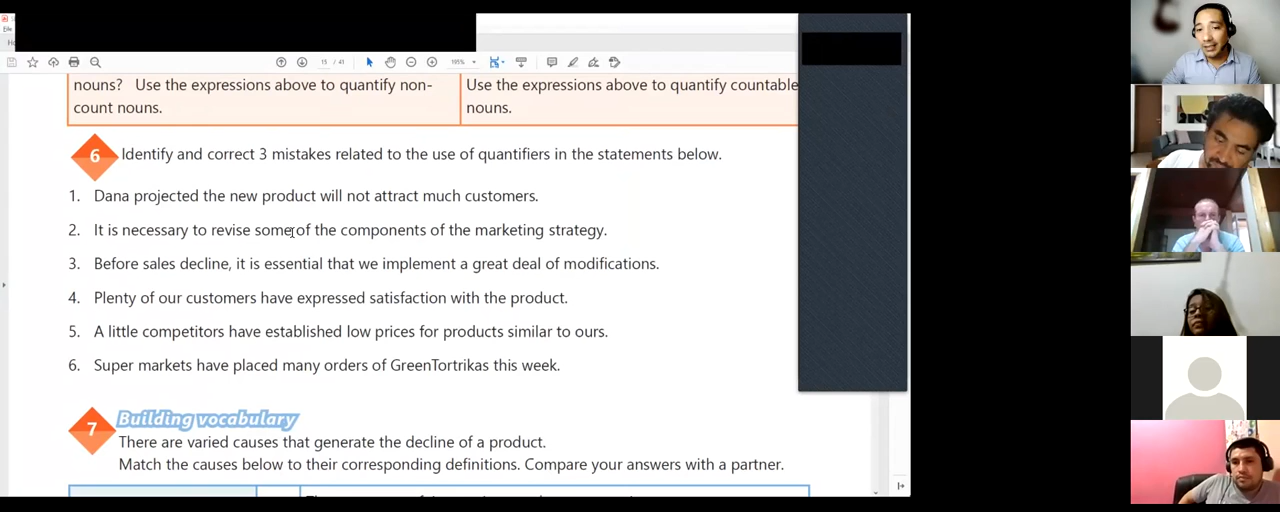 File
15 / 41
195%
nouns? Use the expressions above to quantify non-
count nouns.
Use the expressions above to quantify countable
nouns.
6 Identify and correct 3 mistakes related to the use of quantifiers in the statements below.
1. Dana projected the new product will not attract much customers.
2. It is necessary to revise some of the components of the marketing strategy.
3. Before sales decline, it is essential that we implement a great deal of modifications.
4. Plenty of our customers have expressed satisfaction with the product.
5. A little competitors have established low prices for products similar to ours.
6. Super markets have placed many orders of GreenTortrikas this week.
7 Building vocabulary
There are varied causes that generate the decline of a product.
Match the causes below to their corresponding definitions. Compare your answers with a partner.